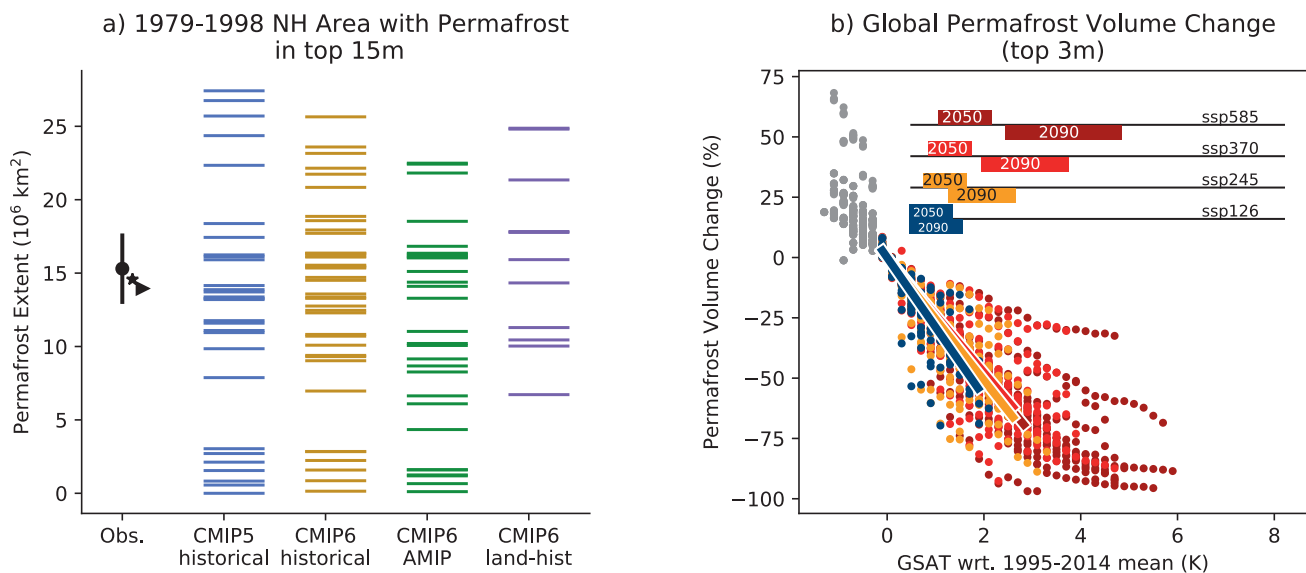 a) 1979-1998 NH Area with Permafrost
in top 15m
Permafrost Extent (10⁶ km²)
25
20
15
10
5
0
Obs.
CMIP5
historical
CMIP6
historical
CMIP6
AMIP
CMIP6
land-hist
b) Global Permafrost Volume Change
(top 3m)
Permafrost Volume Change (%)
75
50
25
0
−25
−50
−75
−100
2050
ssp585
2090
2050
ssp370
2090
2050
ssp245
2090
2050
ssp126
2090
0
2
4
6
8
GSAT wrt. 1995-2014 mean (K)